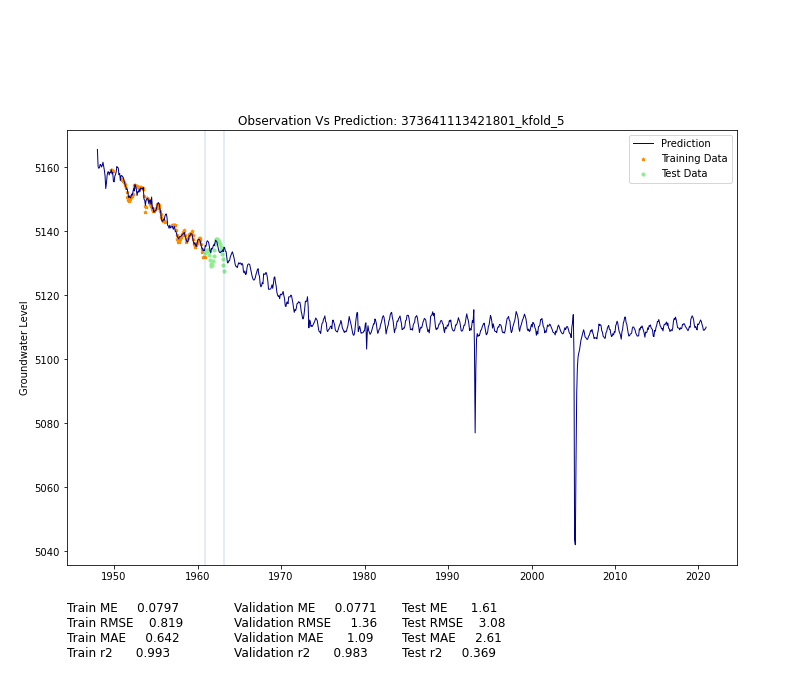 Observation Vs Prediction: 373641113421801_kfold_5
Prediction
Training Data
Test Data
Groundwater Level
5160
5140
5120
5100
5080
5060
5040
1950 1960 1970 1980 1990 2000 2010 2020
Train ME 0.0797 Validation ME 0.0771 Test ME 1.61
Train RMSE 0.819 Validation RMSE 1.36 Test RMSE 3.08
Train MAE 0.642 Validation MAE 1.09 Test MAE 2.61
Train r2 0.993 Validation r2 0.983 Test r2 0.369